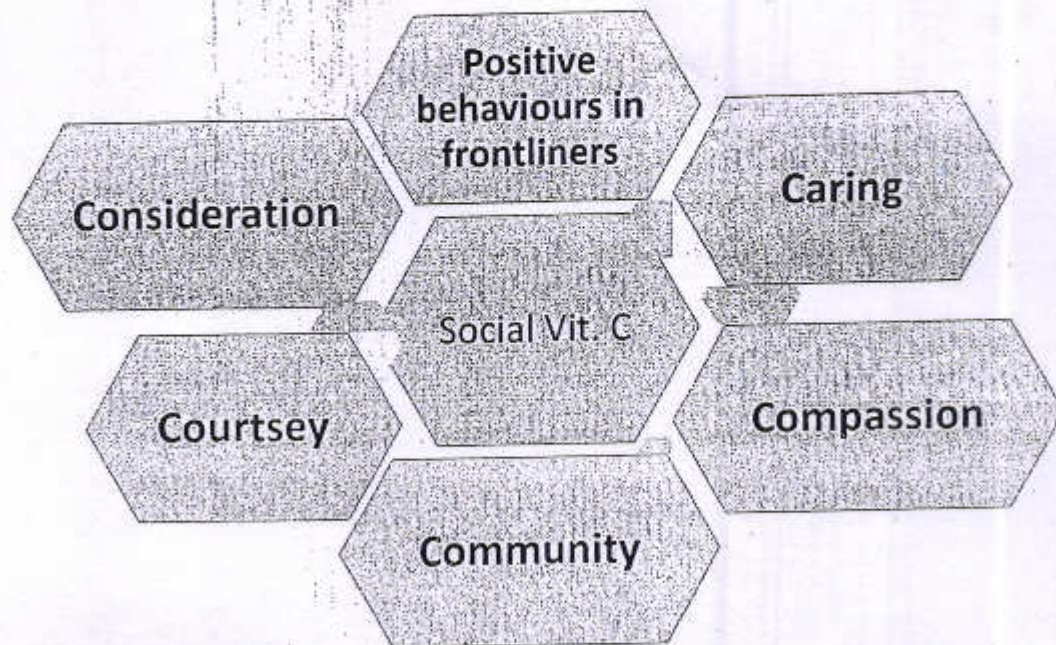 Positive
behaviours in
frontliners
Consideration
Caring
Social Vit. C
Courtsey
Compassion
Community